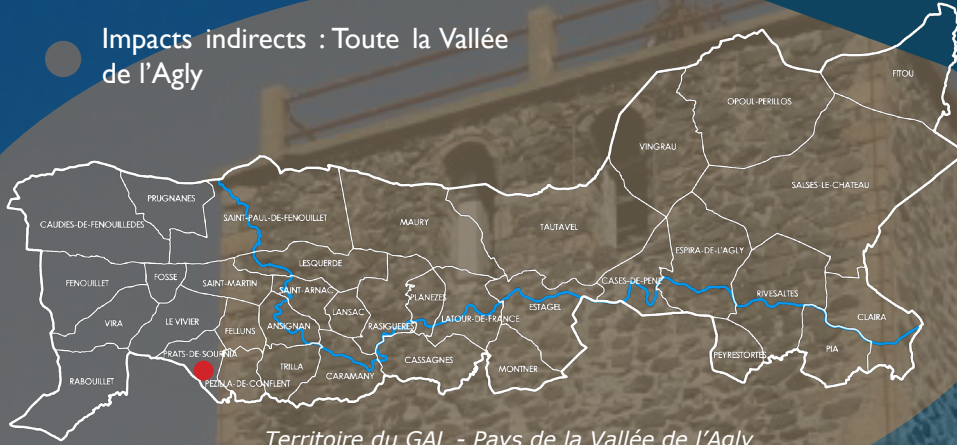 Impacts indirects : Toute la Vallée
de l’Agly
FITOU
OPOUL-PERILLOS
VINGRAU
SALSES-LE-CHATEAU
PRUGNANES
CAUDIES-DE-FENOUILLEDES
SAINT-PAUL-DE-FENOUILLET
MAURY
TAUTAVEL
ESPIRA-DE-L'AGLY
LESQUERDE
FENOUILLET
FOSSE
SAINT-MARTIN
SAINT-ARNAC
CASES-DE-PENE
RIVESALTES
PLANEZES
LANSAC
ESTAGEL
LATOUR-DE-FRANCE
CLAIRA
VIRA
LE VIVIER
FELLUNS
ANSIGNAN
RASIGUERES
PRATS-DE-SOURNIA
PEYRESTORTES
PIA
CASSAGNES
TRILLA
CARAMANY
MONTNER
RABOUILLET
PEZILLA-DE-CONFLENT
Territoire du GAL - Pays de la Vallée de l’Agly